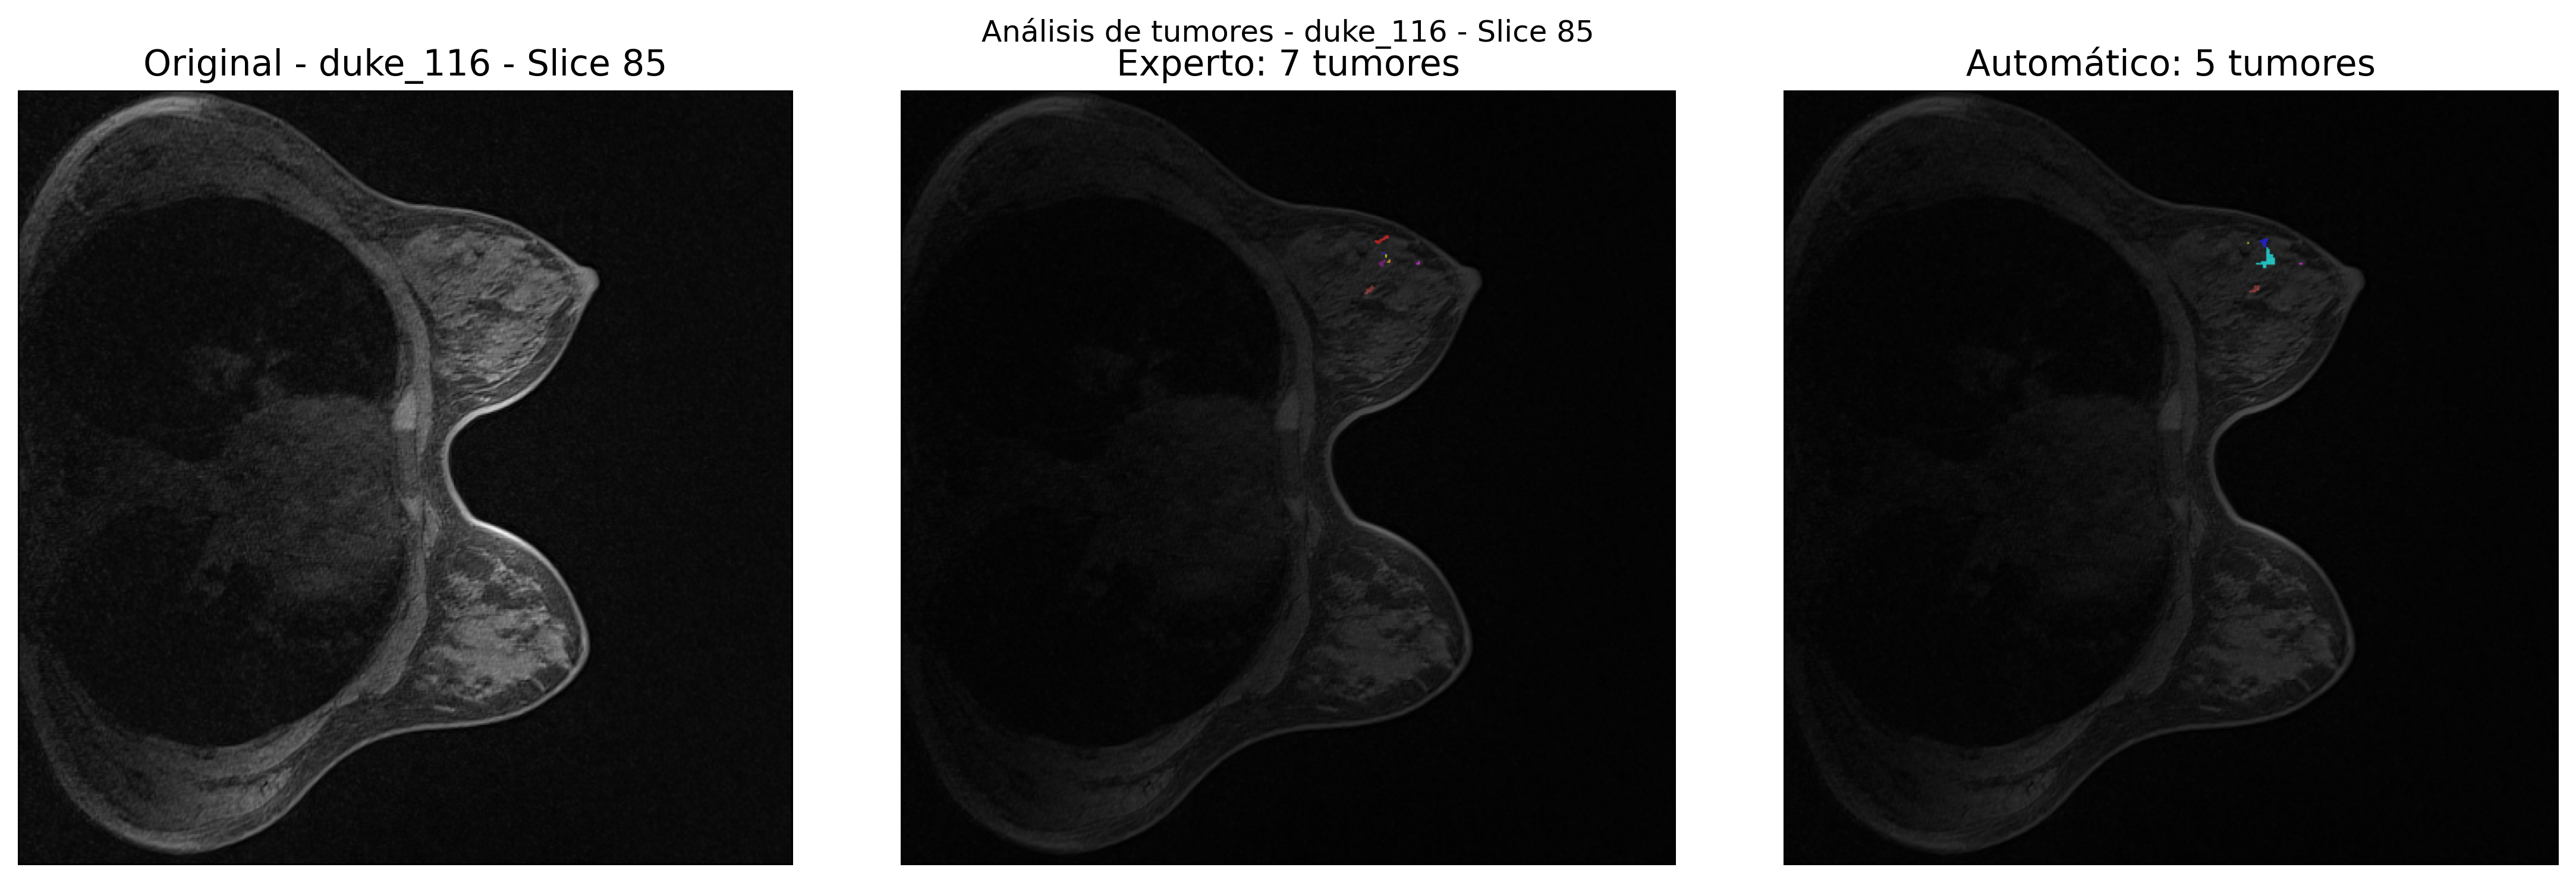 Análisis de tumores - duke_116 - Slice 85
Original - duke_116 - Slice 85
Experto: 7 tumores
Automático: 5 tumores